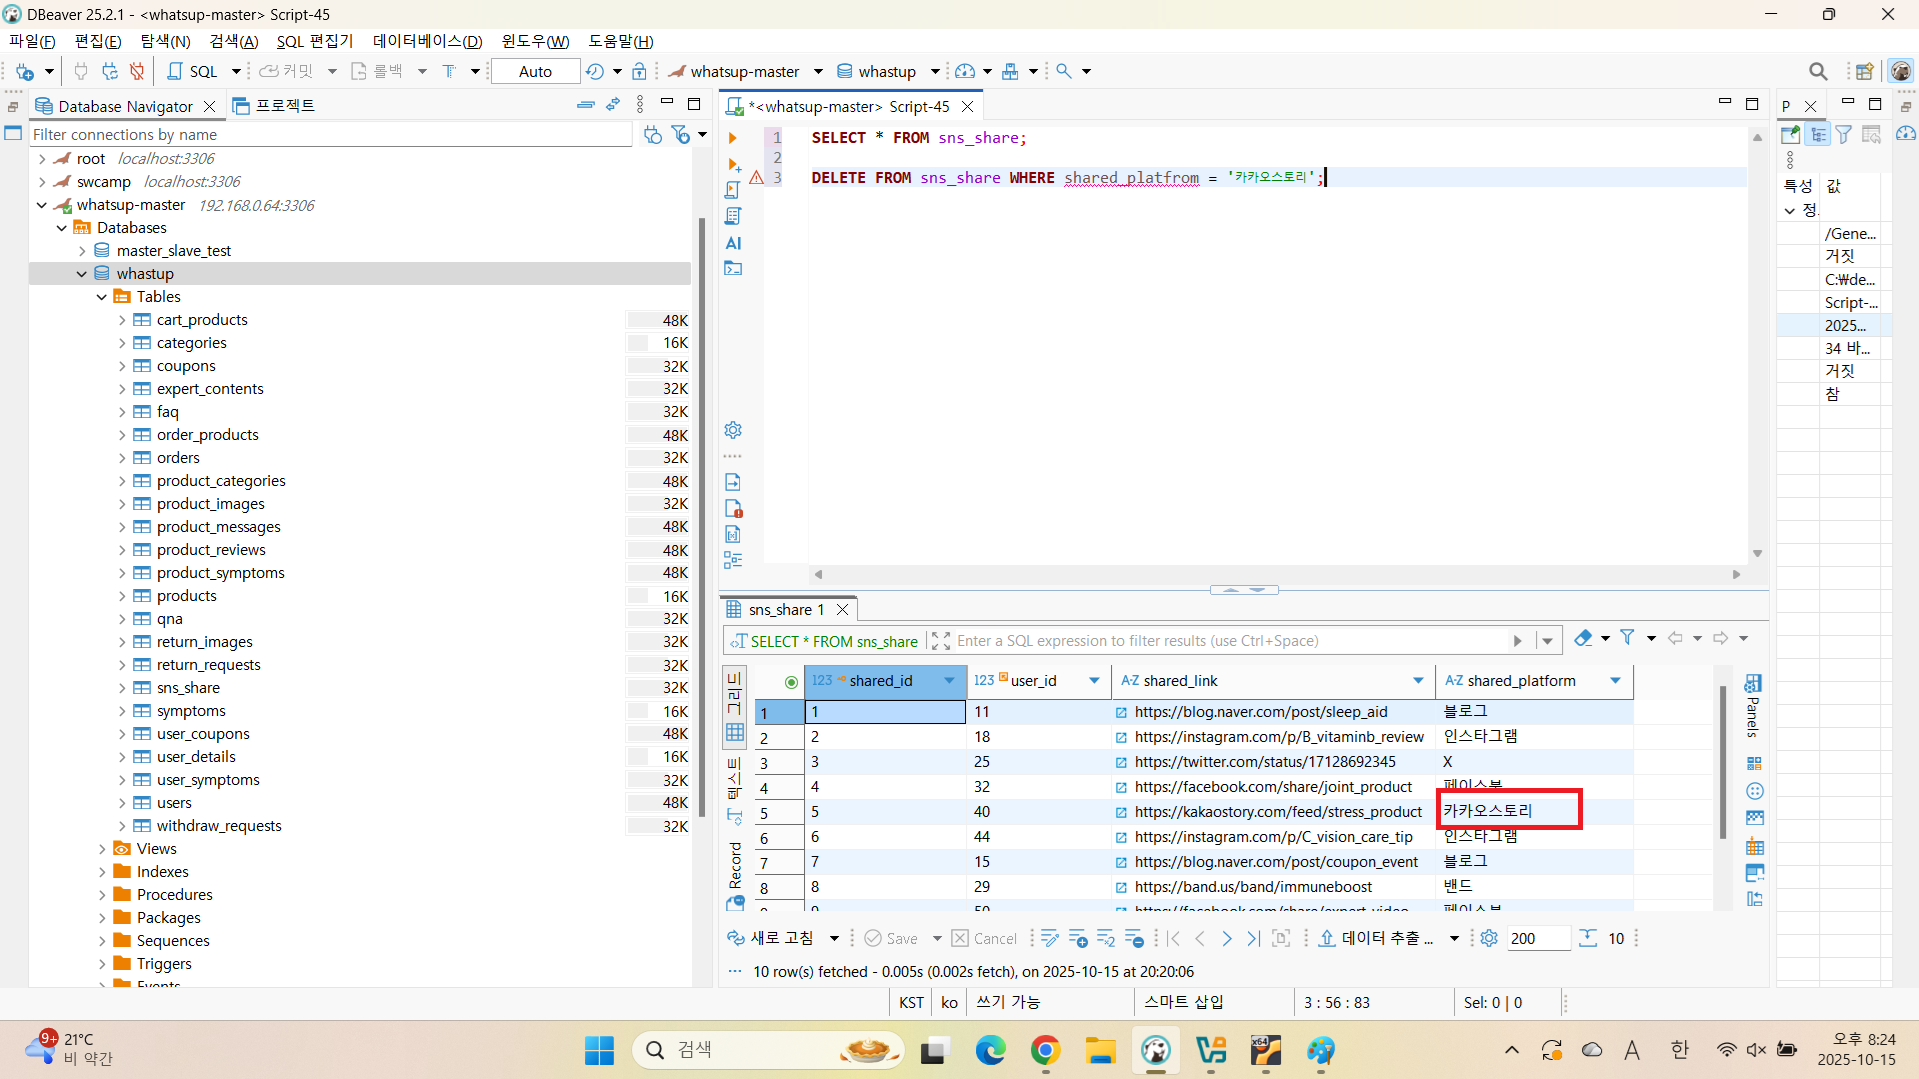 DBeaver 25.2.1 - <whatsup-master> Script-45
파일(F) 편집(E) 탐색(N) 검색(A) SQL 편집기 데이터베이스(D) 윈도우(W) 도움말(H)
SQL 커밋 롤백 T Auto whatsup-master whastup
Database Navigator 프로젝트
Filter connections by name
root localhost:3306
swcamp localhost:3306
whatsup-master 192.168.0.64:3306
Databases
master_slave_test
whastup
Tables
cart_products 48K
categories 16K
coupons 32K
expert_contents 32K
faq 32K
order_products 48K
orders 32K
product_categories 48K
product_images 32K
product_messages 48K
product_reviews 48K
product_symptoms 48K
products 16K
qna 32K
return_images 32K
return_requests 32K
sns_share 32K
symptoms 16K
user_coupons 48K
user_details 16K
user_symptoms 32K
users 48K
withdraw_requests 32K
Views
Indexes
Procedures
Packages
Sequences
Triggers
Events
*<whatsup-master> Script-45
1 SELECT * FROM sns_share;
2
3 DELETE FROM sns_share WHERE shared_platfrom = '카카오스토리';
AI
P
특성 값
정
/Gene...
거짓
C:₩de...
Script-...
2025...
34 바...
거짓
참
sns_share 1
SELECT * FROM sns_share Enter a SQL expression to filter results (use Ctrl+Space)
그리드
텍스트
Record
123 shared_id 123 user_id A-Z shared_link A-Z shared_platform
1 1 11 https://blog.naver.com/post/sleep_aid 블로그
2 2 18 https://instagram.com/p/B_vitaminb_review 인스타그램
3 3 25 https://twitter.com/status/17128692345 X
4 4 32 https://facebook.com/share/joint_product 페이스북
5 5 40 https://kakaostory.com/feed/stress_product 카카오스토리
6 6 44 https://instagram.com/p/C_vision_care_tip 인스타그램
7 7 15 https://blog.naver.com/post/coupon_event 블로그
8 8 29 https://band.us/band/immuneboost 밴드
9 9 50 https://facebook.com/share/expert_video 페이스북
Panels
새로 고침 Save Cancel 데이터 추출 ... 200 10
10 row(s) fetched - 0.005s (0.002s fetch), on 2025-10-15 at 20:20:06
KST ko 쓰기 가능 스마트 삽입 3 : 56 : 83 Sel: 0 | 0
9+ 21°C
비 약간
검색
x64
A 한
오후 8:24
2025-10-15